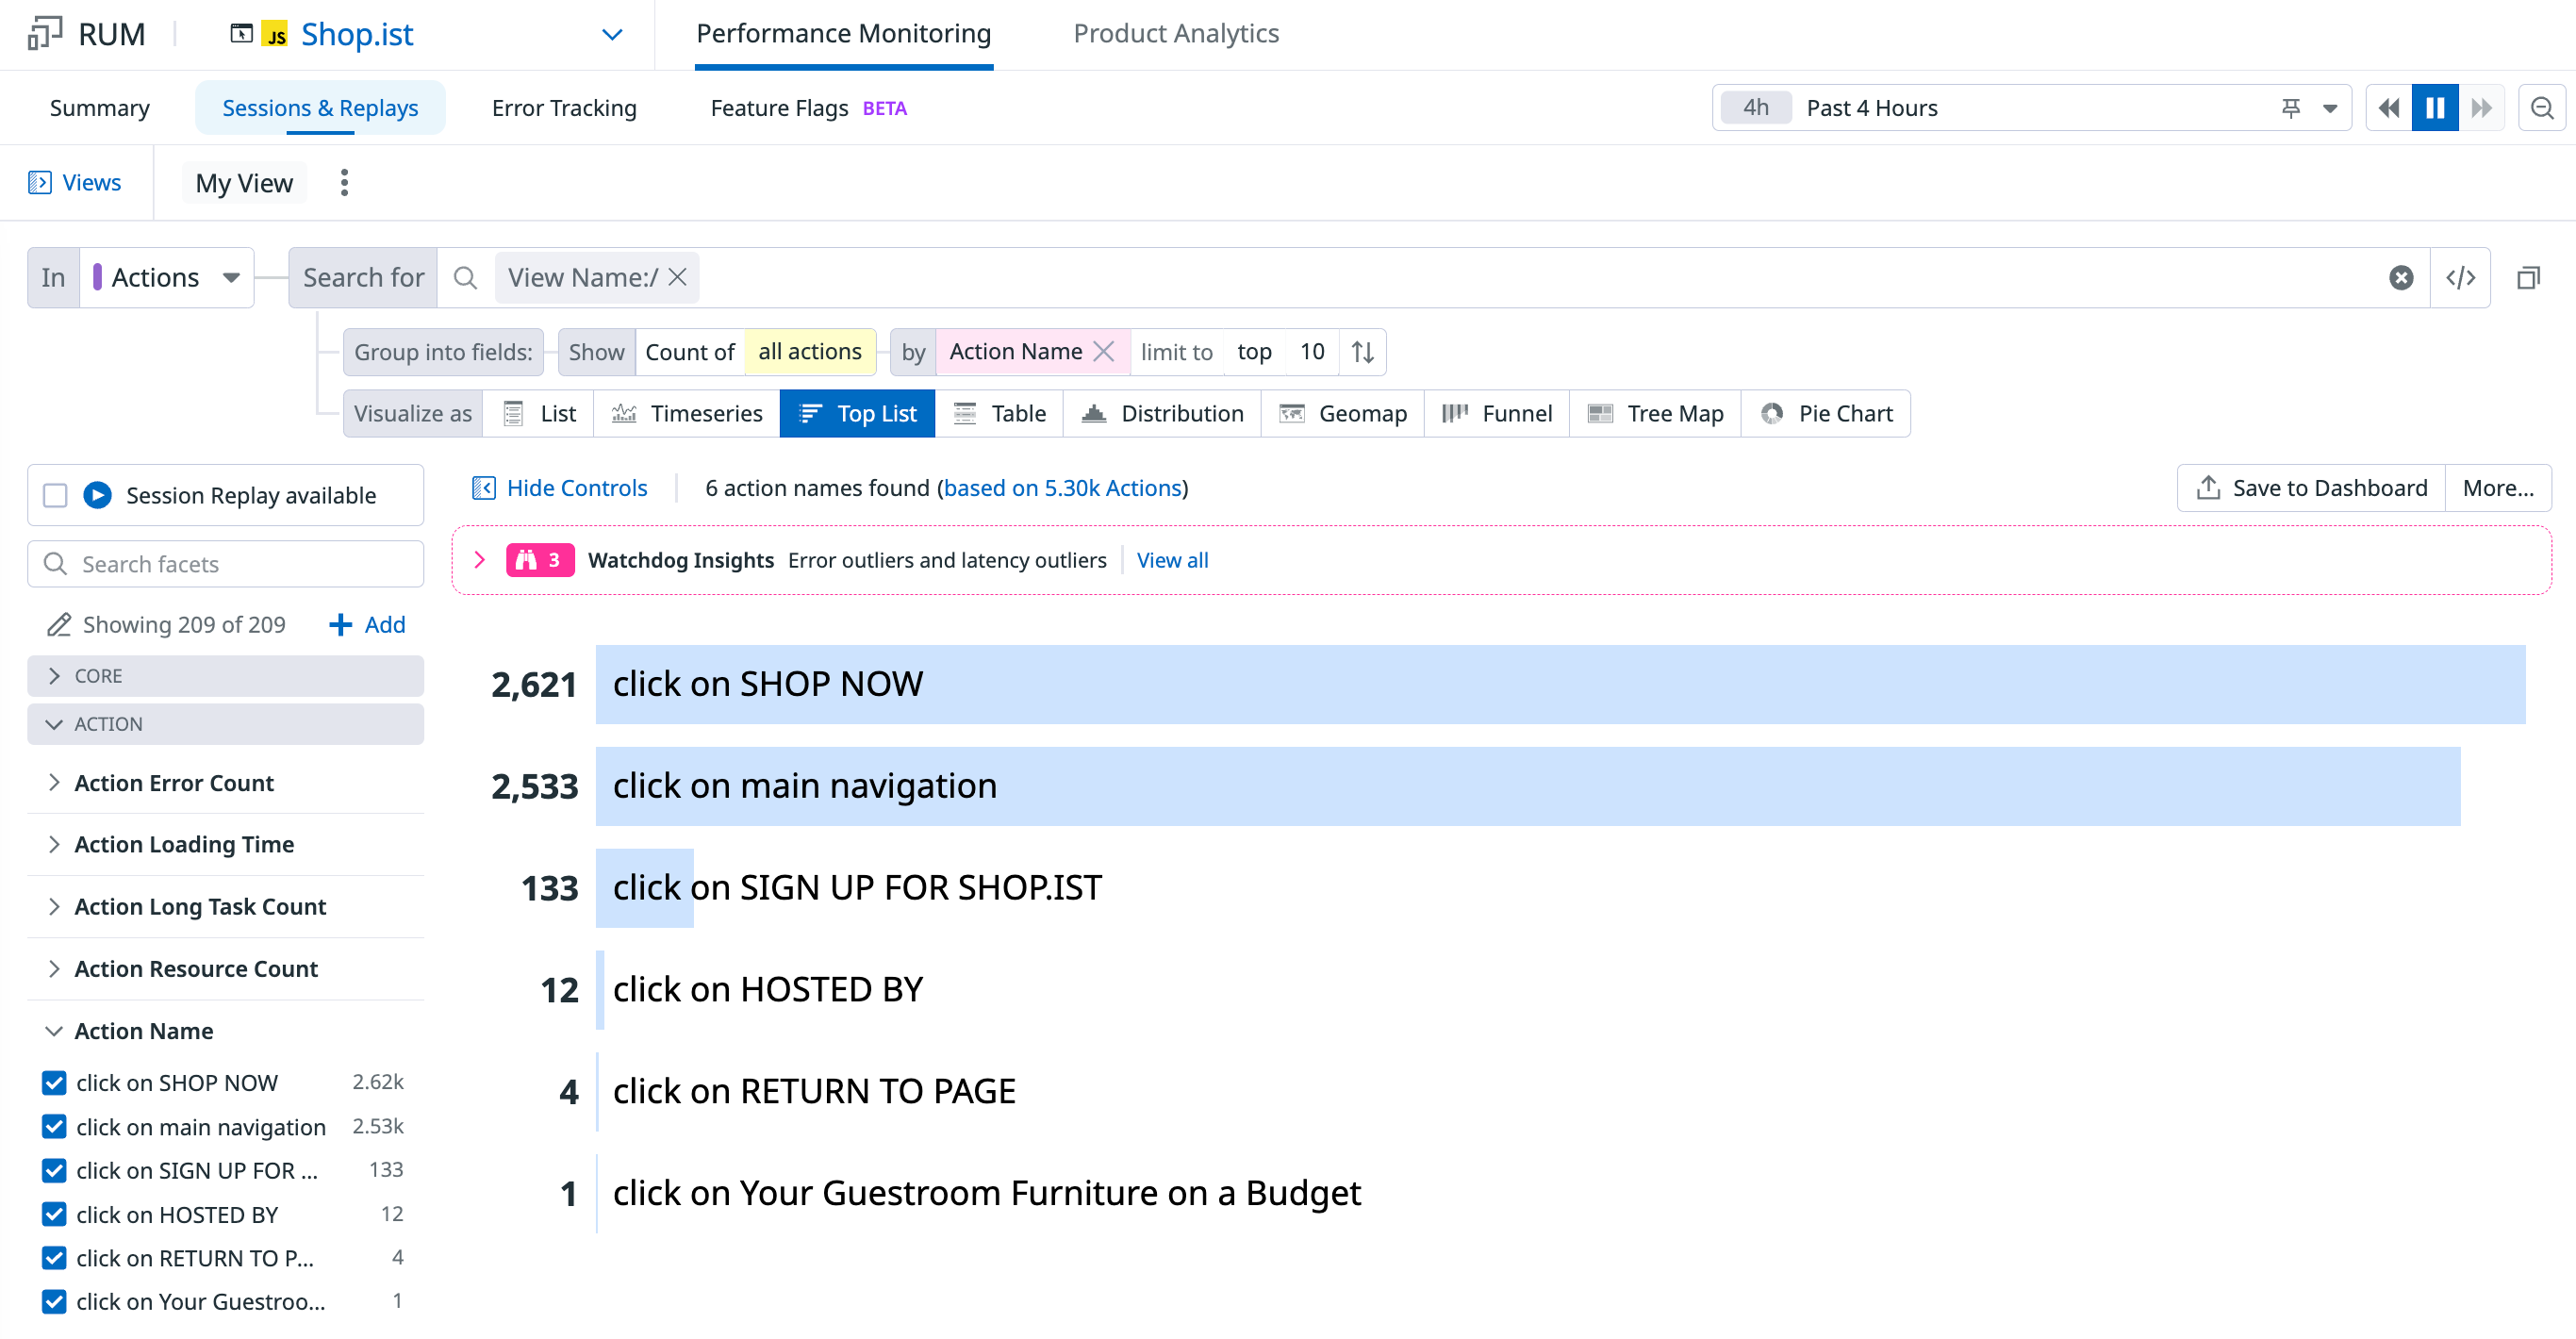 RUM JS Shop.ist Performance Monitoring Product Analytics
Summary Sessions & Replays Error Tracking Feature Flags BETA 4h Past 4 Hours
Views My View
In Actions Search for View Name:/ </>
Group into fields: Show Count of all actions by Action Name limit to top 10
Visualize as List Timeseries Top List Table Distribution Geomap Funnel Tree Map Pie Chart
Session Replay available
Search facets
Showing 209 of 209 Add
CORE
ACTION
Action Error Count
Action Loading Time
Action Long Task Count
Action Resource Count
Action Name
click on SHOP NOW 2.62k
click on main navigation 2.53k
click on SIGN UP FOR ... 133
click on HOSTED BY 12
click on RETURN TO P... 4
click on Your Guestroo... 1
Hide Controls 6 action names found (based on 5.30k Actions) Save to Dashboard More...
3 Watchdog Insights Error outliers and latency outliers View all
2,621 click on SHOP NOW
2,533 click on main navigation
133 click on SIGN UP FOR SHOP.IST
12 click on HOSTED BY
4 click on RETURN TO PAGE
1 click on Your Guestroom Furniture on a Budget